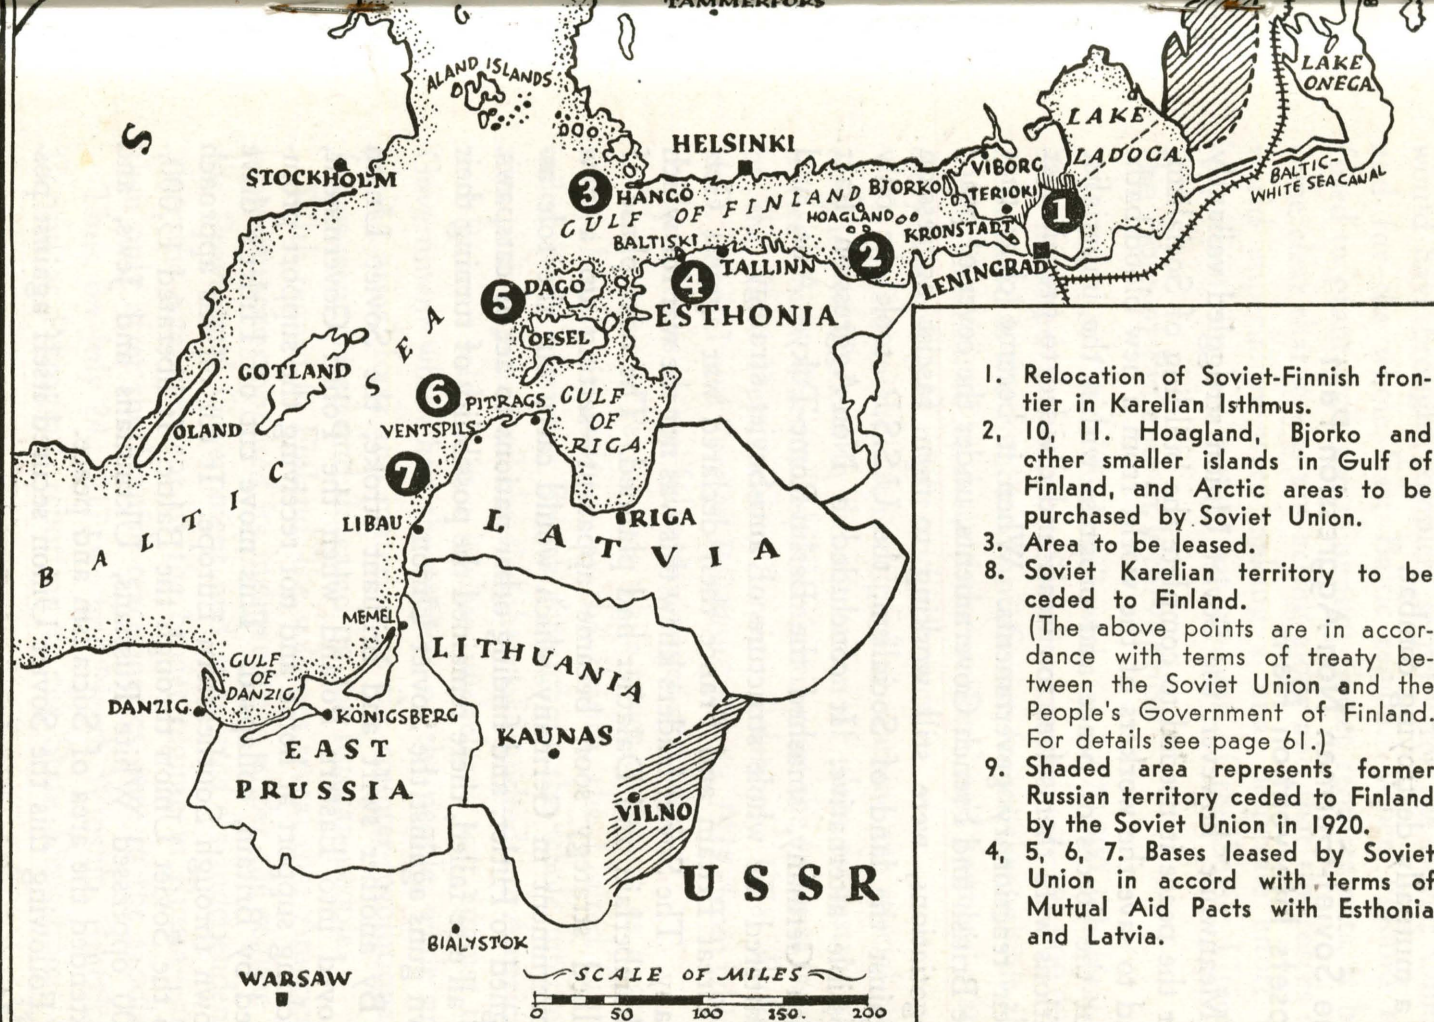 TAMMERFORS
G
ALAND ISLANDS
LAKE
ONEGA
S
LAKE
LADOGA
HELSINKI
STOCKHOLM
VIBORG
3 HANGÖ
BJORKO
TERIOKI
1
BALTIC-
WHITE SEA CANAL
GULF OF FINLAND
HOAGLAND
KRONSTADT
BALTISKI
2
4 TALLINN
LENINGRAD
5 DAGÖ
ESTHONIA
OESEL
GOTLAND
6 PITRAGS
GULF
OF
RIGA
OLAND
VENTSPILS
7
BALTIC SEA
LIBAU
RIGA
LATVIA
MEMEL
LITHUANIA
GULF
OF
DANZIG
DANZIG
KÖNIGSBERG
KAUNAS
EAST
PRUSSIA
VILNO
USSR
BIALYSTOK
WARSAW
SCALE OF MILES
0 50 100 150. 200
1. Relocation of Soviet-Finnish fron-
tier in Karelian Isthmus.
2, 10, 11. Hoagland, Bjorko and
other smaller islands in Gulf of
Finland, and Arctic areas to be
purchased by Soviet Union.
3. Area to be leased.
8. Soviet Karelian territory to be
ceded to Finland.
(The above points are in accor-
dance with terms of treaty be-
tween the Soviet Union and the
People's Government of Finland.
For details see page 61.)
9. Shaded area represents former
Russian territory ceded to Finland
by the Soviet Union in 1920.
4, 5, 6, 7. Bases leased by Soviet
Union in accord with terms of
Mutual Aid Pacts with Esthonia
and Latvia.